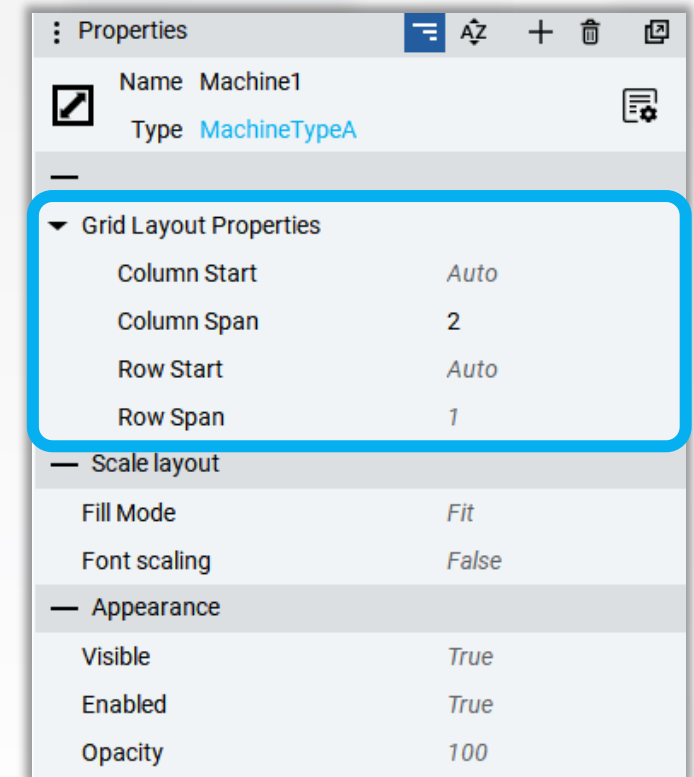 Properties
Name Machine1
Type MachineTypeA
Grid Layout Properties
Column Start Auto
Column Span 2
Row Start Auto
Row Span 1
Scale layout
Fill Mode Fit
Font scaling False
Appearance
Visible True
Enabled True
Opacity 100